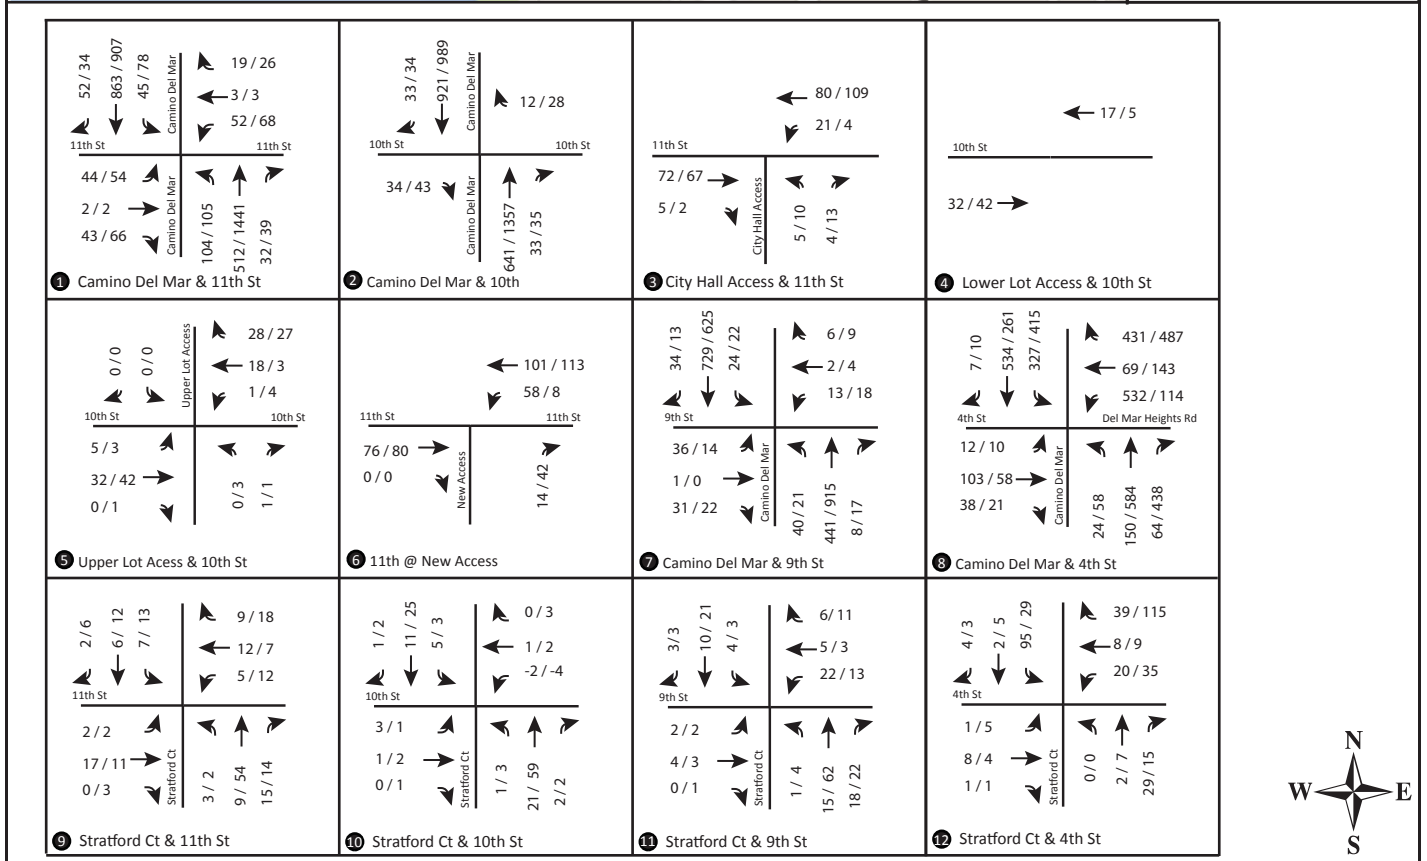 52 / 34
863 / 907
45 / 78
Camino Del Mar
19 / 26
3 / 3
52 / 68
11th St
11th St
44 / 54
2 / 2
43 / 66
Camino Del Mar
104 / 105
512 / 1441
32 / 39
1 Camino Del Mar & 11th St
33 / 34
921 / 989
Camino Del Mar
12 / 28
10th St
10th St
34 / 43
Camino Del Mar
641 / 1357
33 / 35
2 Camino Del Mar & 10th
80 / 109
21 / 4
11th St
72 / 67
5 / 2
City Hall Access
5 / 10
4 / 13
3 City Hall Access & 11th St
17 / 5
10th St
32 / 42
4 Lower Lot Access & 10th St
0 / 0
0 / 0
Upper Lot Access
28 / 27
18 / 3
1 / 4
10th St
10th St
5 / 3
32 / 42
0 / 1
0 / 3
1 / 1
5 Upper Lot Acess & 10th St
101 / 113
58 / 8
11th St
11th St
76 / 80
0 / 0
New Access
14 / 42
6 11th @ New Access
34 / 13
729 / 625
24 / 22
6 / 9
2 / 4
13 / 18
9th St
36 / 14
1 / 0
31 / 22
Camino Del Mar
40 / 21
441 / 915
8 / 17
7 Camino Del Mar & 9th St
7 / 10
534 / 261
327 / 415
431 / 487
69 / 143
532 / 114
4th St
Del Mar Heights Rd
12 / 10
103 / 58
38 / 21
Camino Del Mar
24 / 58
150 / 584
64 / 438
8 Camino Del Mar & 4th St
2 / 6
6 / 12
7 / 13
9 / 18
12 / 7
5 / 12
11th St
2 / 2
17 / 11
0 / 3
Stratford Ct
3 / 2
9 / 54
15 / 14
9 Stratford Ct & 11th St
1 / 2
11 / 25
5 / 3
0 / 3
1 / 2
-2 / -4
10th St
3 / 1
1 / 2
0 / 1
Stratford Ct
1 / 3
21 / 59
2 / 2
10 Stratford Ct & 10th St
3/ 3
10 / 21
4 / 3
6 / 11
5 / 3
22 / 13
9th St
2 / 2
4 / 3
0 / 1
Stratford Ct
1 / 4
15 / 62
18 / 22
11 Stratford Ct & 9th St
4 / 3
2 / 5
95 / 29
39 / 115
8 / 9
20 / 35
4th St
1 / 5
8 / 4
1 / 1
Stratford Ct
0 / 0
2 / 7
29 / 15
12 Stratford Ct & 4th St
N
W E
S